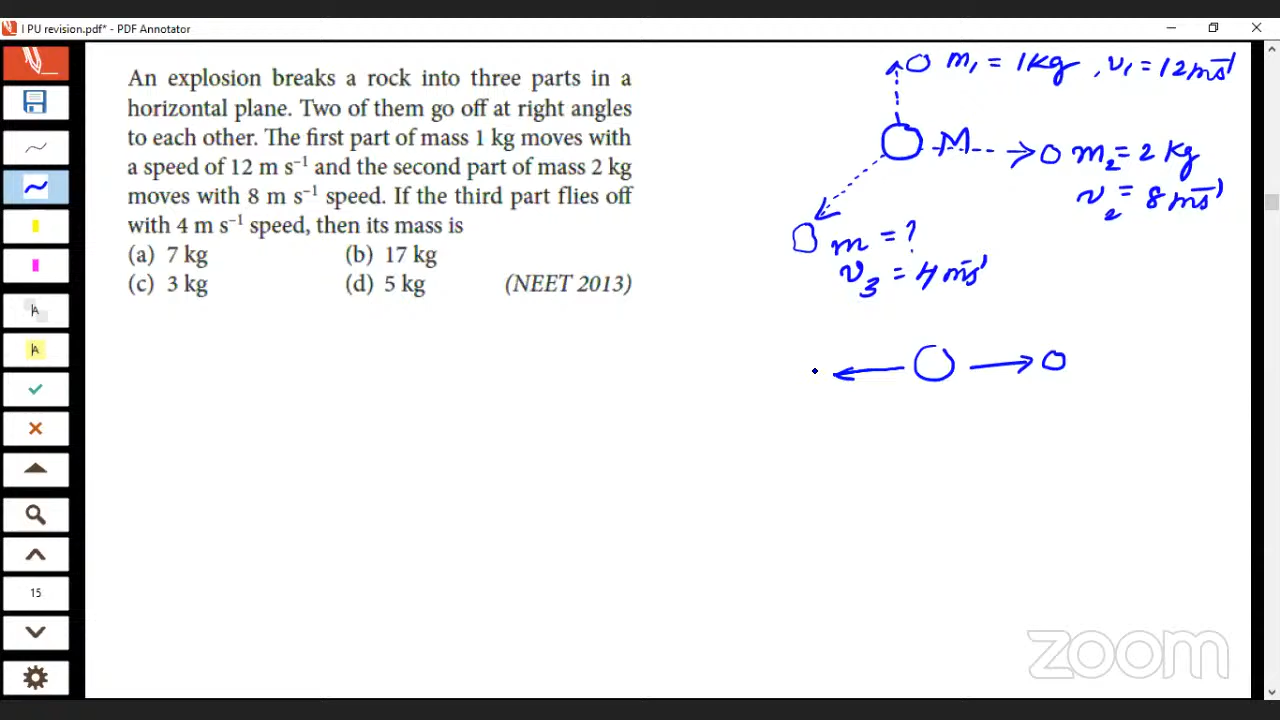 I PU revision.pdf* - PDF Annotator
An explosion breaks a rock into three parts in a
horizontal plane. Two of them go off at right angles
to each other. The first part of mass 1 kg moves with
a speed of 12 m s⁻¹ and the second part of mass 2 kg
moves with 8 m s⁻¹ speed. If the third part flies off
with 4 m s⁻¹ speed, then its mass is
(a) 7 kg (b) 17 kg
(c) 3 kg (d) 5 kg (NEET 2013)
m₁ = 1kg , v₁ = 12ms⁻¹
M
m₂ = 2 kg
v₂ = 8ms⁻¹
m = ?
v₃ = 4ms⁻¹
A
A
15
zoom